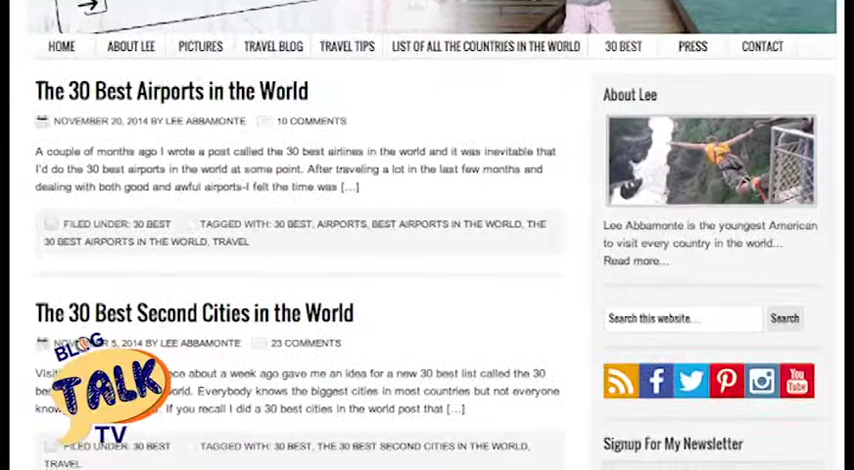 HOME ABOUT LEE PICTURES TRAVEL BLOG TRAVEL TIPS LIST OF ALL THE COUNTRIES IN THE WORLD 30 BEST PRESS CONTACT
The 30 Best Airports in the World
NOVEMBER 20, 2014 BY LEE ABBAMONTE 10 COMMENTS
A couple of months ago I wrote a post called the 30 best airlines in the world and it was inevitable that
I'd do the 30 best airports in the world at some point. After traveling a lot in the last few months and
dealing with both good and awful airports-I felt the time was [...]
FILED UNDER: 30 BEST TAGGED WITH: 30 BEST, AIRPORTS, BEST AIRPORTS IN THE WORLD, THE
30 BEST AIRPORTS IN THE WORLD, TRAVEL
The 30 Best Second Cities in the World
5, 2014 BY LEE ABBAMONTE 23 COMMENTS
about a week ago gave me an idea for a new 30 best list called the 30
Everybody knows the biggest cities in most countries but not everyone
If you recall I did a 30 best cities in the world post that [...]
FILED UNDER: 30 BEST TAGGED WITH: 30 BEST, THE 30 BEST SECOND CITIES IN THE WORLD,
TRAVEL
BLOG
TALK
TV
About Lee
Lee Abbamonte is the youngest American
to visit every country in the world...
Read more...
Search this website... Search
You
Tube
Signup For My Newsletter